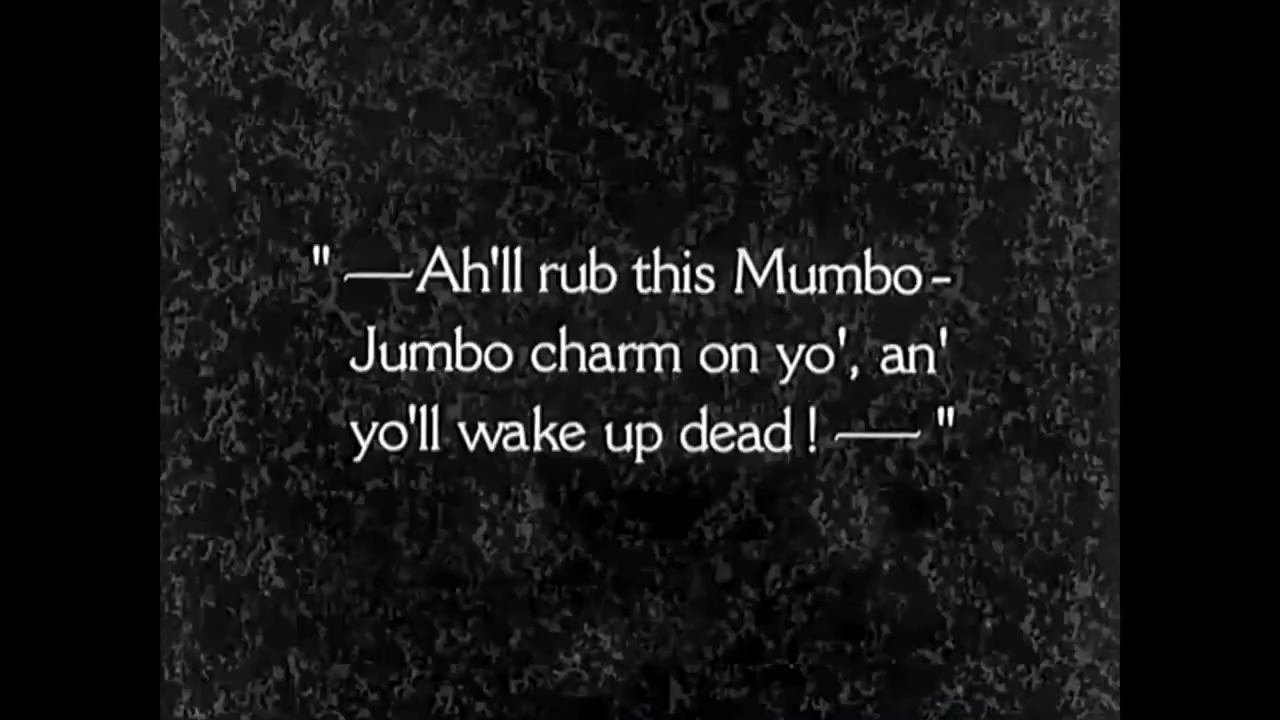 "—Ah'll rub this Mumbo-
Jumbo charm on yo', an'
yo'll wake up dead! —"